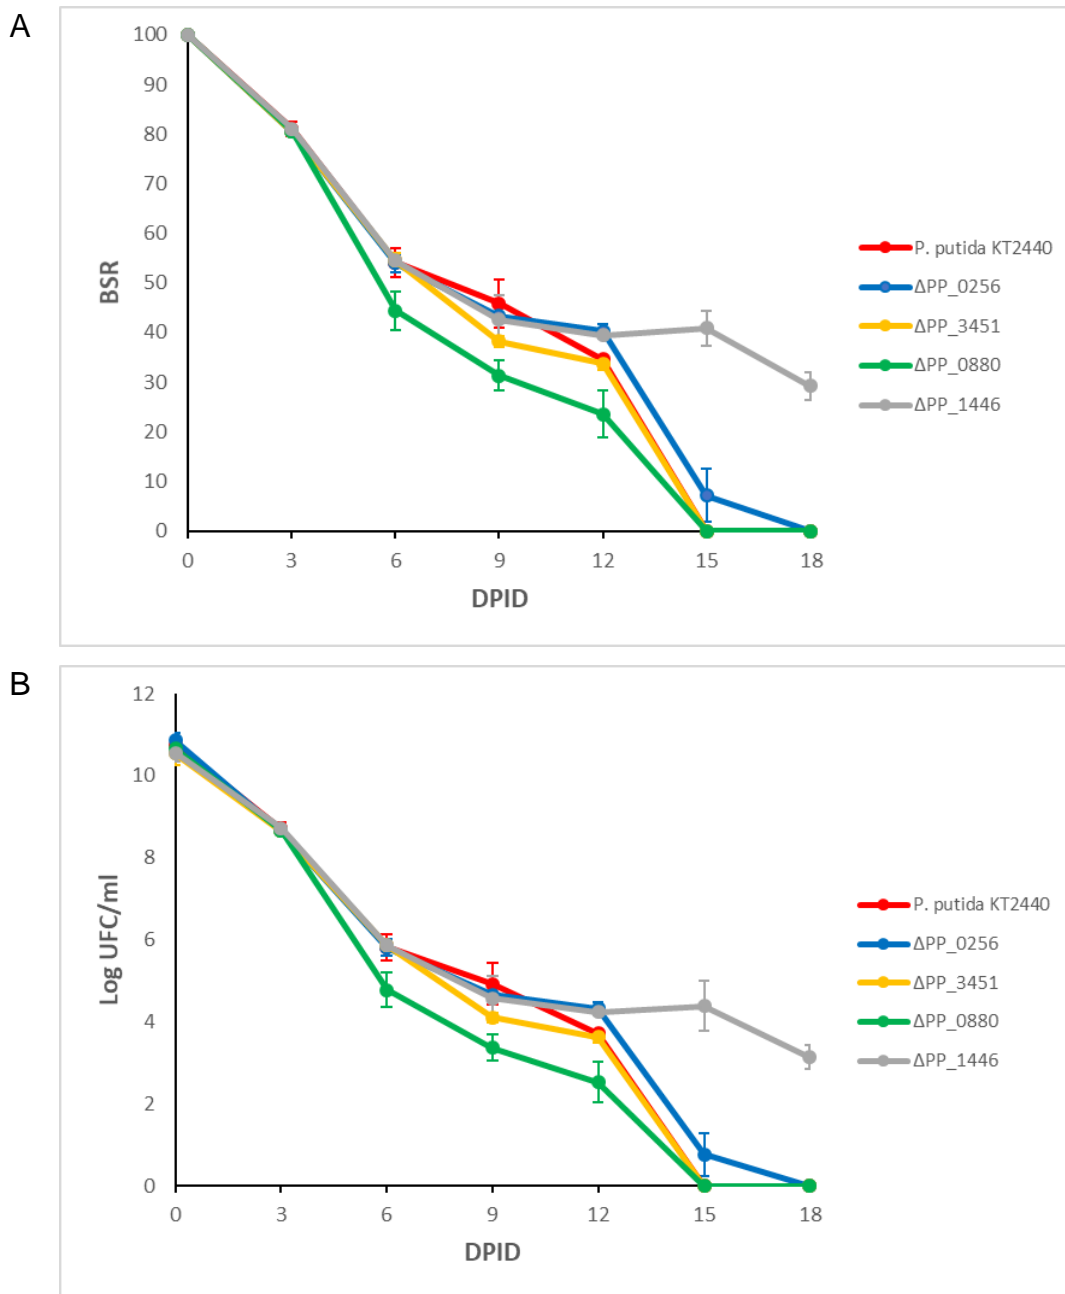 A
100
90
80
70
60
50
40
30
20
10
0
BSR
0 3 6 9 12 15 18
DPID
P. putida KT2440
ΔPP_0256
ΔPP_3451
ΔPP_0880
ΔPP_1446
B
12
10
8
6
4
2
0
Log UFC/ml
0 3 6 9 12 15 18
DPID
P. putida KT2440
ΔPP_0256
ΔPP_3451
ΔPP_0880
ΔPP_1446